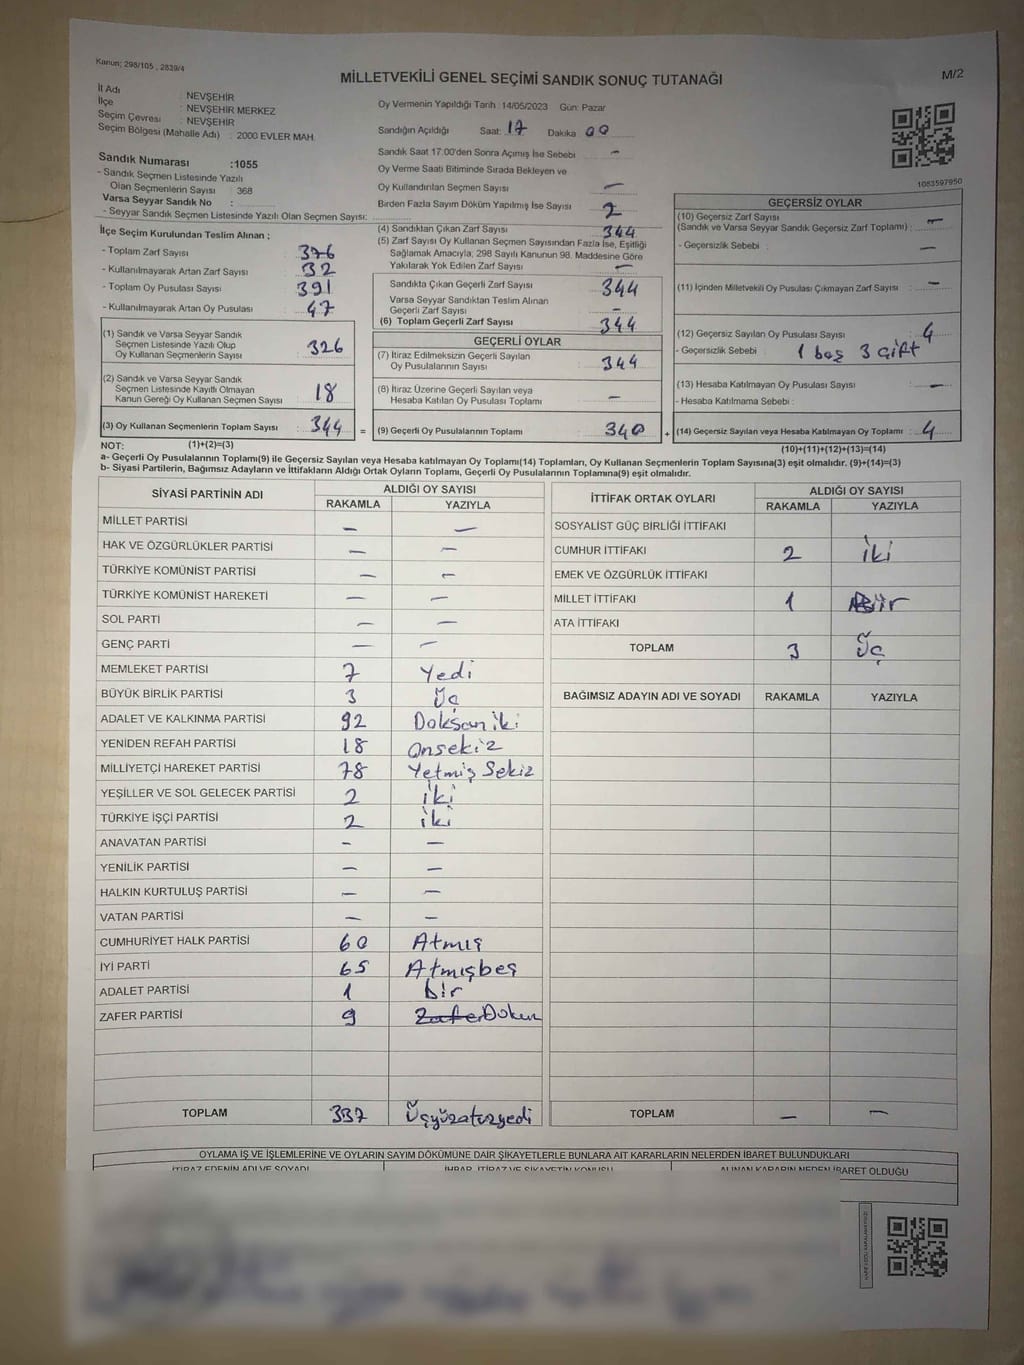 Kanun; 298/105 , 2839/4
MİLLETVEKİLİ GENEL SEÇİMİ SANDIK SONUÇ TUTANAĞI
M/2
İl Adı : NEVŞEHİR
İlçe : NEVŞEHİR MERKEZ
Seçim Çevresi : NEVŞEHİR
Seçim Bölgesi (Mahalle Adı) : 2000 EVLER MAH.
Sandık Numarası :1055
- Sandık Seçmen Listesinde Yazılı
Olan Seçmenlerin Sayısı : 368
Varsa Seyyar Sandık No :
- Seyyar Sandık Seçmen Listesinde Yazılı Olan Seçmen Sayısı:
Oy Vermenin Yapıldığı Tarih :14/05/2023 Gün: Pazar
Sandığın Açıldığı Saat: 17 Dakika 00
Sandık Saat 17:00'den Sonra Açımış İse Sebebi -
Oy Verme Saati Bitiminde Sırada Bekleyen ve
Oy Kullandırılan Seçmen Sayısı -
Birden Fazla Sayım Döküm Yapılmış İse Sayısı 2
1083597950
İlçe Seçim Kurulundan Teslim Alınan ;
- Toplam Zarf Sayısı : 376
- Kullanılmayarak Artan Zarf Sayısı : 32
- Toplam Oy Pusulası Sayısı : 391
- Kullanılmayarak Artan Oy Pusulası : 47
(1) Sandık ve Varsa Seyyar Sandık
Seçmen Listesinde Yazılı Olup
Oy Kullanan Seçmenlerin Sayısı : 326
(2) Sandık ve Varsa Seyyar Sandık
Seçmen Listesinde Kayıtlı Olmayan
Kanun Gereği Oy Kullanan Seçmen Sayısı : 18
(3) Oy Kullanan Seçmenlerin Toplam Sayısı : 344 =
(4) Sandıktan Çıkan Zarf Sayısı 344
(5) Zarf Sayısı Oy Kullanan Seçmen Sayısından Fazla İse, Eşitliği
Sağlamak Amacıyla; 298 Sayılı Kanunun 98. Maddesine Göre
Yakılarak Yok Edilen Zarf Sayısı : -
Sandıkta Çıkan Geçerli Zarf Sayısı : 344
Varsa Seyyar Sandıktan Teslim Alınan
Geçerli Zarf Sayısı : -
(6) Toplam Geçerli Zarf Sayısı : 344
GEÇERLİ OYLAR
(7) İtiraz Edilmeksizin Geçerli Sayılan
Oy Pusulalarının Sayısı : 344
(8) İtiraz Üzerine Geçerli Sayılan veya
Hesaba Katılan Oy Pusulası Toplamı : -
(9) Geçerli Oy Pusulalarının Toplamı : 340 +
GEÇERSİZ OYLAR
(10) Geçersiz Zarf Sayısı
(Sandık ve Varsa Seyyar Sandık Geçersiz Zarf Toplamı) : -
- Geçersizlik Sebebi : -
(11) İçinden Milletvekili Oy Pusulası Çıkmayan Zarf Sayısı : -
(12) Geçersiz Sayılan Oy Pusulası Sayısı : 4
- Geçersizlik Sebebi : 1 boş 3 Çift
(13) Hesaba Katılmayan Oy Pusulası Sayısı : -
- Hesaba Katılmama Sebebi :
(14) Geçersiz Sayılan veya Hesaba Katılmayan Oy Pusulası Toplamı : 4
NOT: (1)+(2)=(3)
(10)+(11)+(12)+(13)=(14)
a- Geçerli Oy Pusulalarının Toplamı(9) ile Geçersiz Sayılan veya Hesaba katılmayan Oy Toplamı(14) Toplamları, Oy Kullanan Seçmenlerin Toplam Sayısına(3) eşit olmalıdır. (9)+(14)=(3)
b- Siyasi Partilerin, Bağımsız Adayların ve İttifakların Aldığı Ortak Oyların Toplamı, Geçerli Oy Pusulalarının Toplamına(9) eşit olmalıdır.
SİYASİ PARTİNİN ADI ALDIĞI OY SAYISI
RAKAMLA YAZIYLA
MİLLET PARTİSİ - -
HAK VE ÖZGÜRLÜKLER PARTİSİ - -
TÜRKİYE KOMÜNİST PARTİSİ - -
TÜRKİYE KOMÜNİST HAREKETİ - -
SOL PARTİ - -
GENÇ PARTİ - -
MEMLEKET PARTISI 7 Yedi
BÜYÜK BİRLİK PARTİSİ 3 Üç
ADALET VE KALKINMA PARTİSİ 92 Doksan iki
YENİDEN REFAH PARTİSİ 18 Onsekiz
MİLLİYETÇİ HAREKET PARTİSİ 78 Yetmiş Sekiz
YEŞİLLER VE SOL GELECEK PARTİSİ 2 iki
TÜRKİYE İŞÇİ PARTİSİ 2 iki
ANAVATAN PARTİSİ - -
YENİLİK PARTİSİ - -
HALKIN KURTULUŞ PARTİSİ - -
VATAN PARTİSİ - -
CUMHURİYET HALK PARTİSİ 60 Atmış
İYİ PARTİ 65 Atmışbeş
ADALET PARTİSİ 1 bir
ZAFER PARTİSİ 9 Zafer Dokuz
TOPLAM 337 Üçyüzotuzyedi
İTTİFAK ORTAK OYLARI ALDIĞI OY SAYISI
RAKAMLA YAZIYLA
SOSYALİST GÜÇ BİRLİĞİ İTTİFAKI
CUMHUR İTTİFAKI 2 iki
EMEK VE ÖZGÜRLÜK İTTİFAKI
MİLLET İTTİFAKI 1 Bir
ATA İTTİFAKI
TOPLAM 3 Üç
BAĞIMSIZ ADAYIN ADI VE SOYADI RAKAMLA YAZIYLA
TOPLAM - -
OYLAMA İŞ VE İŞLEMLERİNE VE OYLARIN SAYIM DÖKÜMÜNE DAİR ŞİKAYETLERLE BUNLARA AİT KARARLARIN NELERDEN İBARET BULUNDUKLARI
İTİRAZ EDENİN ADI VE SOYADI İHBAR, İTİRAZ VE ŞİKAYETİN KONUSU ALINAN KARARIN NEDEN İBARET OLDUĞU